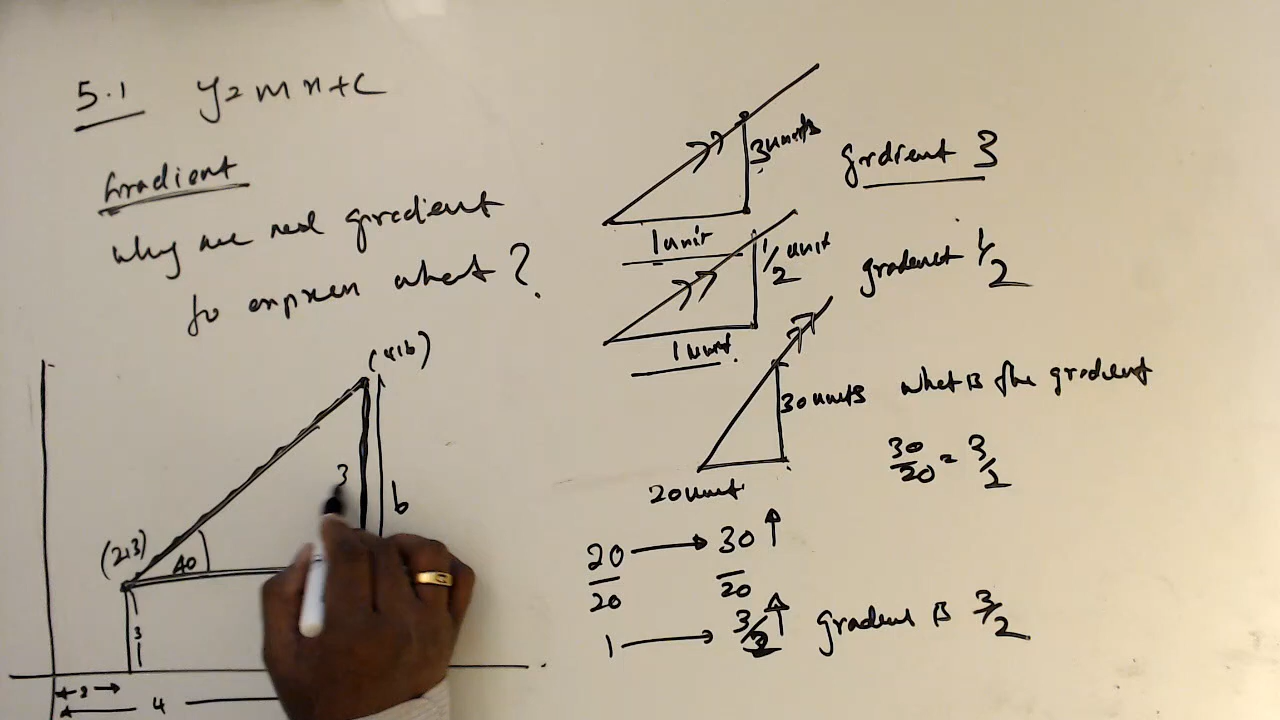 5.1 y=mx+c
Gradient
Why we need gradient
to express what?
3 units
1 unit
gradient 3
1/2 unit
1 unit
gradient 1/2
30 units
20 unit
what is the gradient
30/20 = 3/2
20 → 30 ↑
20 20
1 → 3/2 ↑ gradient is 3/2
(4,6)
3
6
(2,3)
40
3
2
4